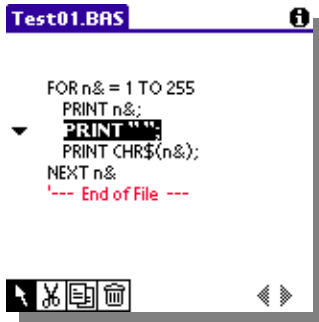 Test01.BAS
FOR n& = 1 TO 255
PRINT n&;
PRINT " ";
PRINT CHR$(n&);
NEXT n&
'--- End of File ---